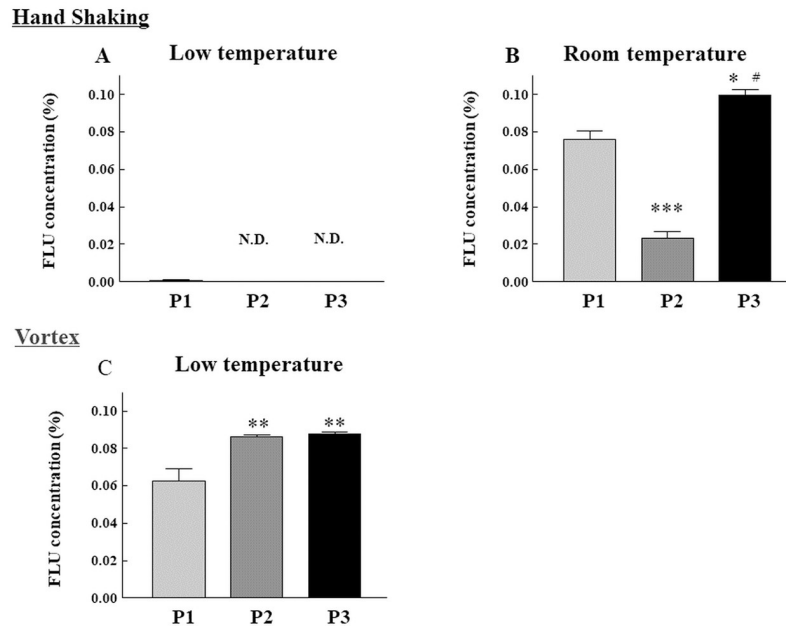 Hand Shaking
A
Low temperature
FLU concentration (%)
0.10
0.08
0.06
0.04
0.02
0.00
N.D.
N.D.
P1
P2
P3
B
Room temperature
FLU concentration (%)
0.10
0.08
0.06
0.04
0.02
0.00
***
* #
P1
P2
P3
Vortex
C
Low temperature
FLU concentration (%)
0.10
0.08
0.06
0.04
0.02
0.00
**
**
P1
P2
P3